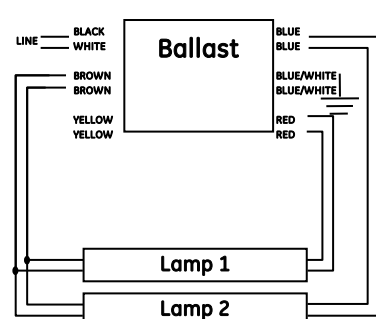 LINE
BLACK
WHITE
BROWN
BROWN
YELLOW
YELLOW
Ballast
BLUE
BLUE
BLUE/WHITE
BLUE/WHITE
RED
RED
Lamp 1
Lamp 2